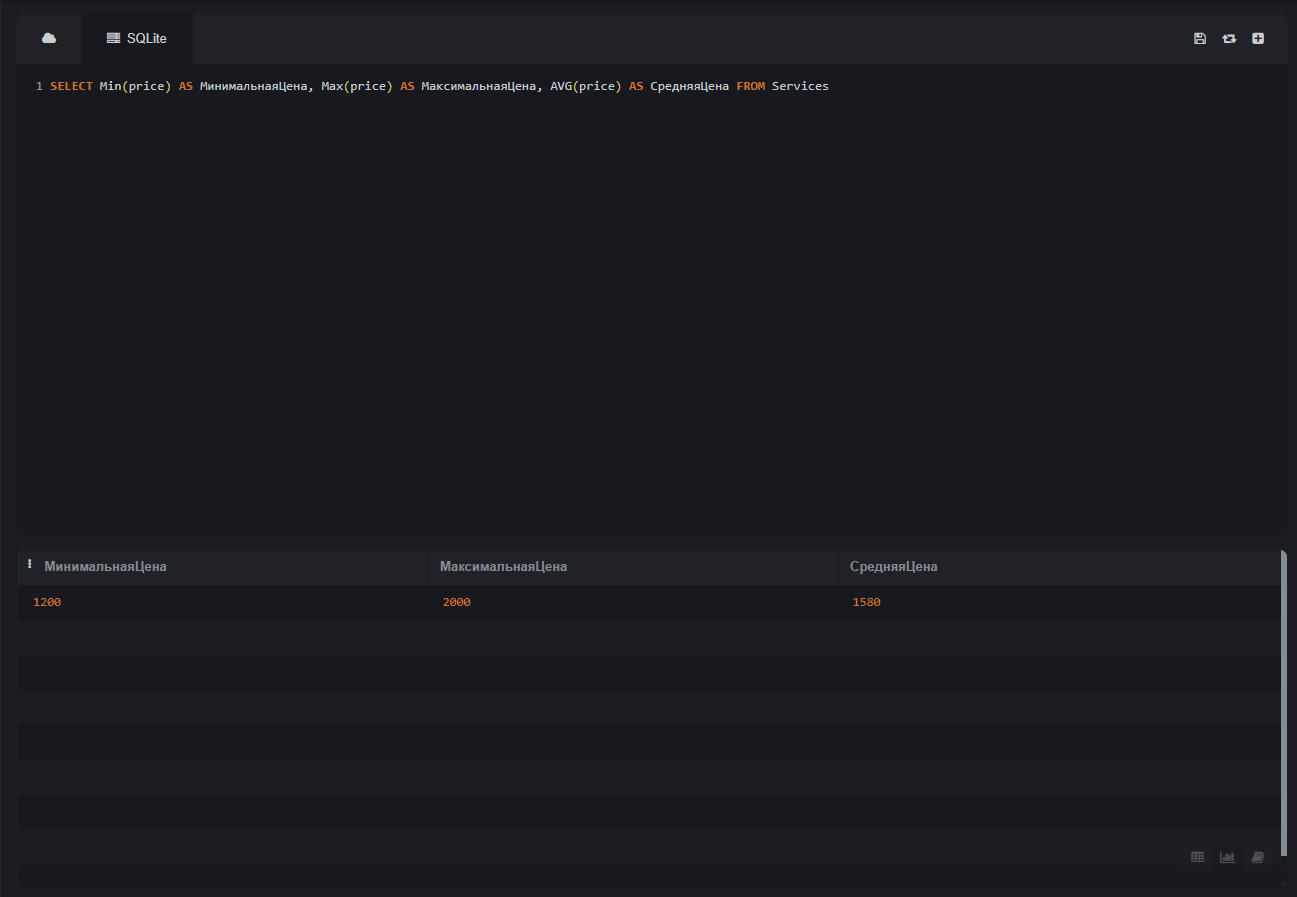 SQLite
1 SELECT Min(price) AS МинимальнаяЦена, Max(price) AS МаксимальнаяЦена, AVG(price) AS СредняяЦена FROM Services
МинимальнаяЦена МаксимальнаяЦена СредняяЦена
1200 2000 1580